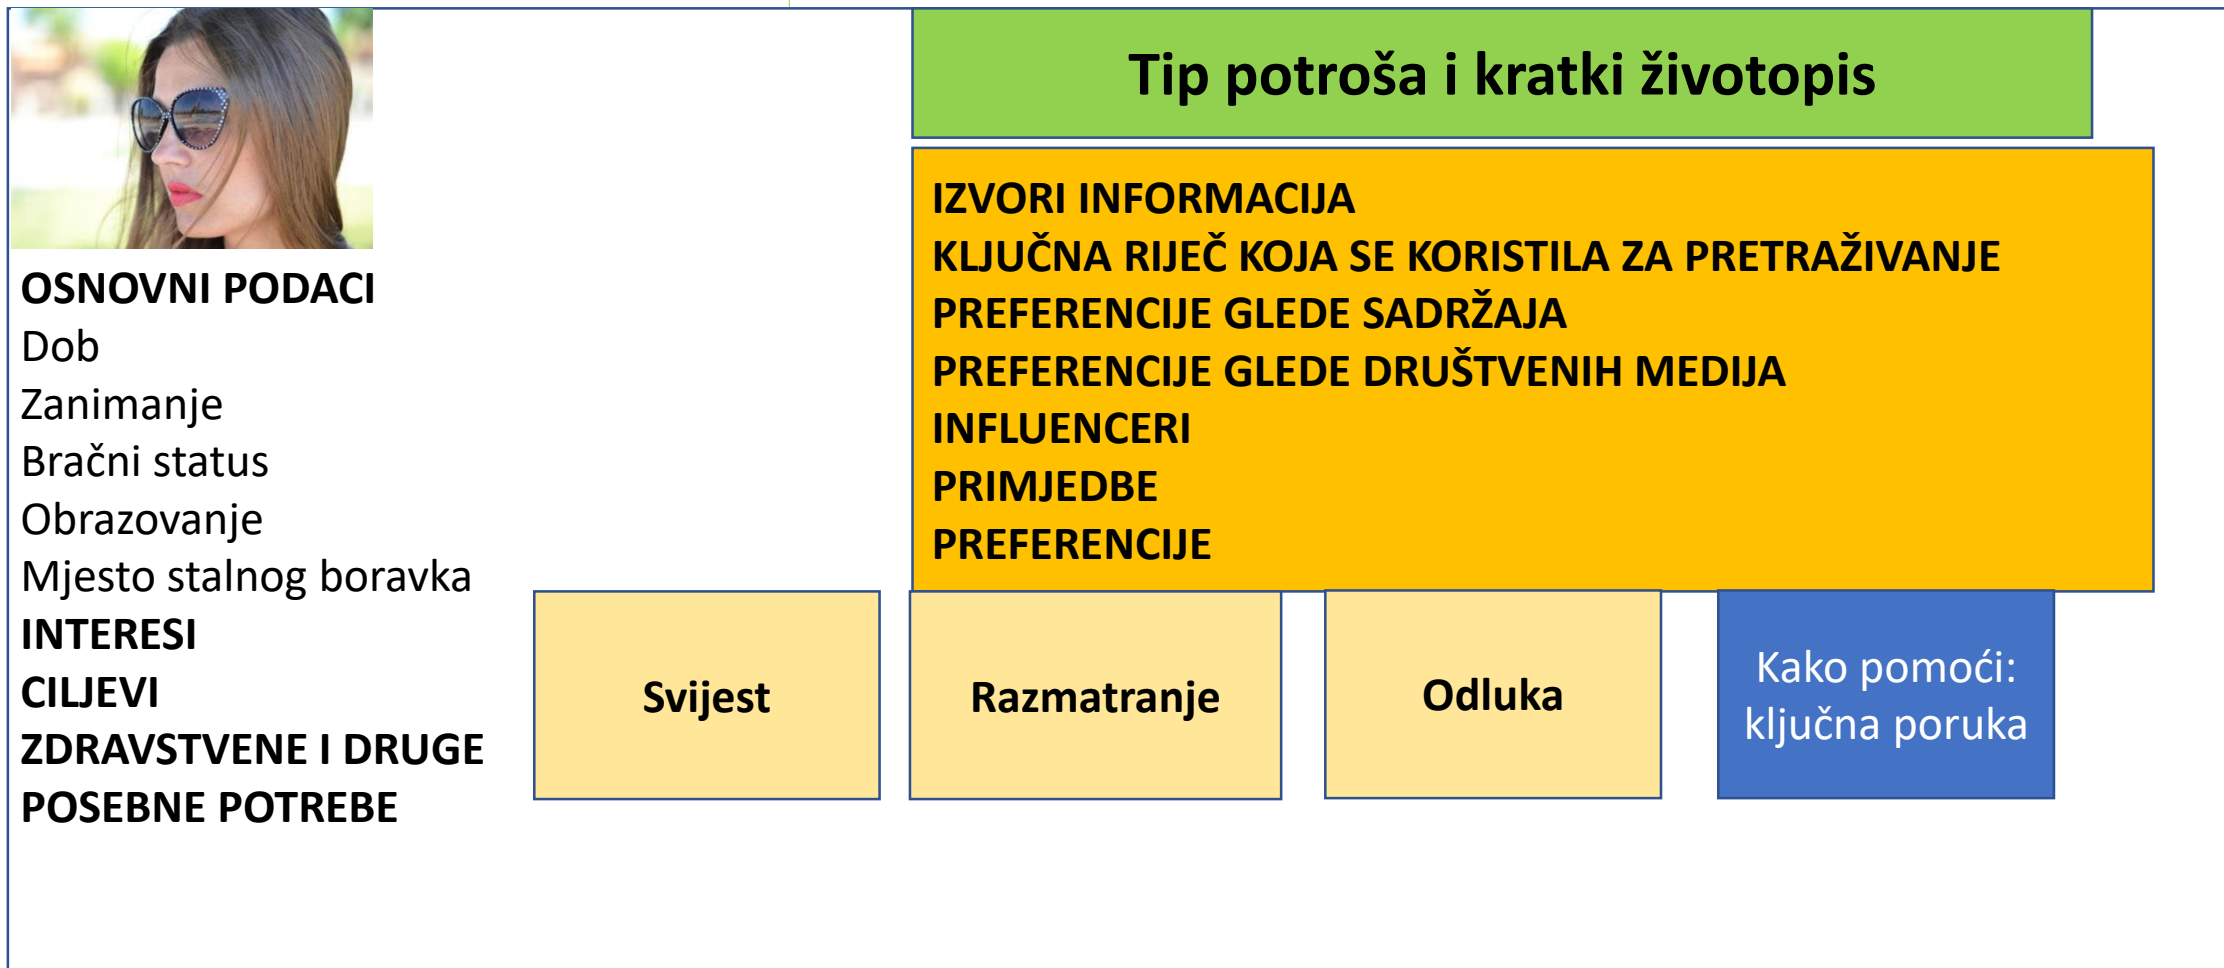 Tip potroša i kratki životopis
OSNOVNI PODACI
Dob
Zanimanje
Bračni status
Obrazovanje
Mjesto stalnog boravka
INTERESI
CILJEVI
ZDRAVSTVENE I DRUGE
POSEBNE POTREBE
IZVORI INFORMACIJA
KLJUČNA RIJEČ KOJA SE KORISTILA ZA PRETRAŽIVANJE
PREFERENCIJE GLEDE SADRŽAJA
PREFERENCIJE GLEDE DRUŠTVENIH MEDIJA
INFLUENCERI
PRIMJEDBE
PREFERENCIJE
Svijest
Razmatranje
Odluka
Kako pomoći:
ključna poruka